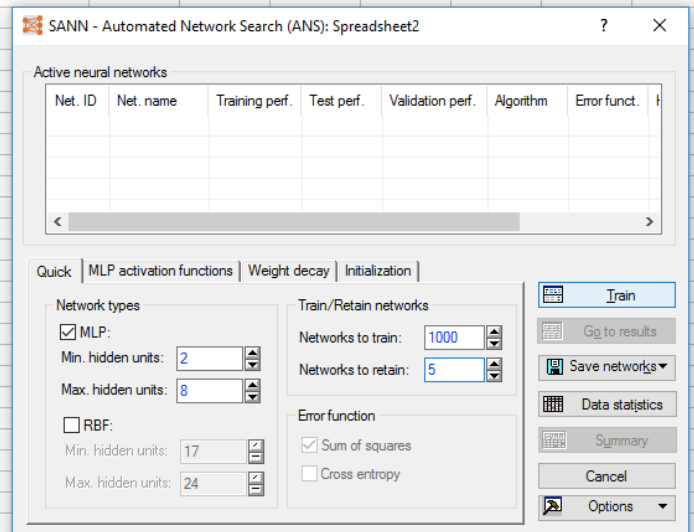 SANN - Automated Network Search (ANS): Spreadsheet2 ? ×
Active neural networks
Net. ID Net. name Training perf. Test perf. Validation perf. Algorithm Error funct.
Quick MLP activation functions Weight decay Initialization
Network types
MLP:
Min. hidden units: 2
Max. hidden units: 8
RBF:
Min. hidden units: 17
Max. hidden units: 24
Train/Retain networks
Networks to train: 1000
Networks to retain: 5
Error function
Sum of squares
Cross entropy
Train
Go to results
Save networks
Data statistics
Summary
Cancel
Options